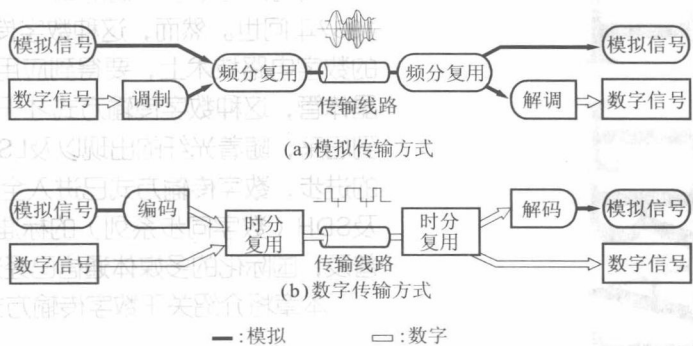 模拟信号
数字信号
调制
频分复用
传输线路
频分复用
解调
模拟信号
数字信号
(a)模拟传输方式
模拟信号
数字信号
编码
时分
复用
传输线路
时分
复用
解码
模拟信号
数字信号
(b)数字传输方式
:模拟
:数字